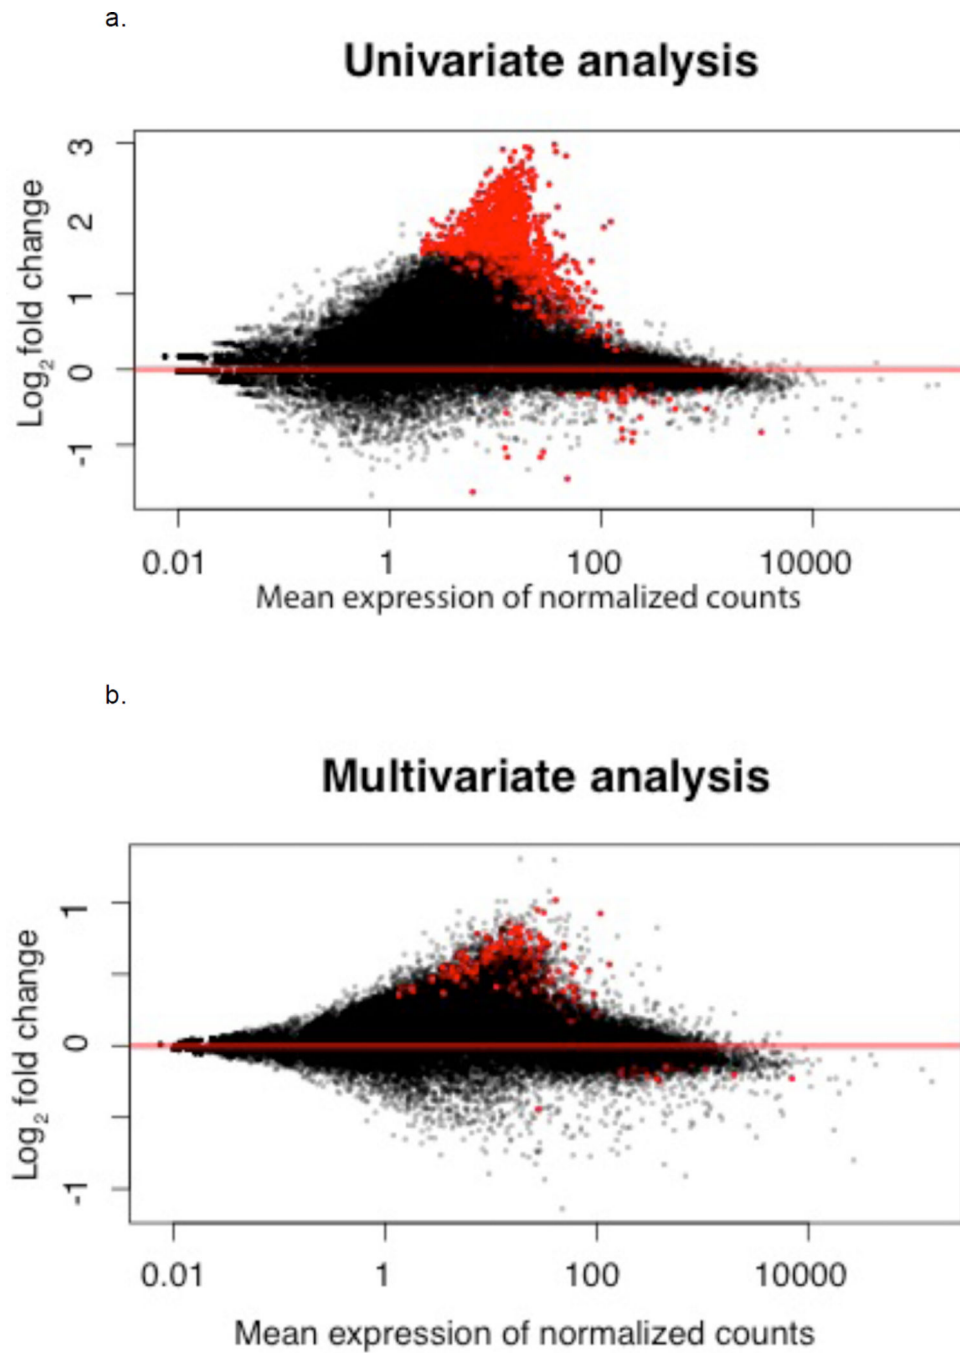 a.
Univariate analysis
3
2
1
0
-1
Log2 fold change
0.01 1 100 10000
Mean expression of normalized counts
b.
Multivariate analysis
1
0
-1
Log2 fold change
0.01 1 100 10000
Mean expression of normalized counts